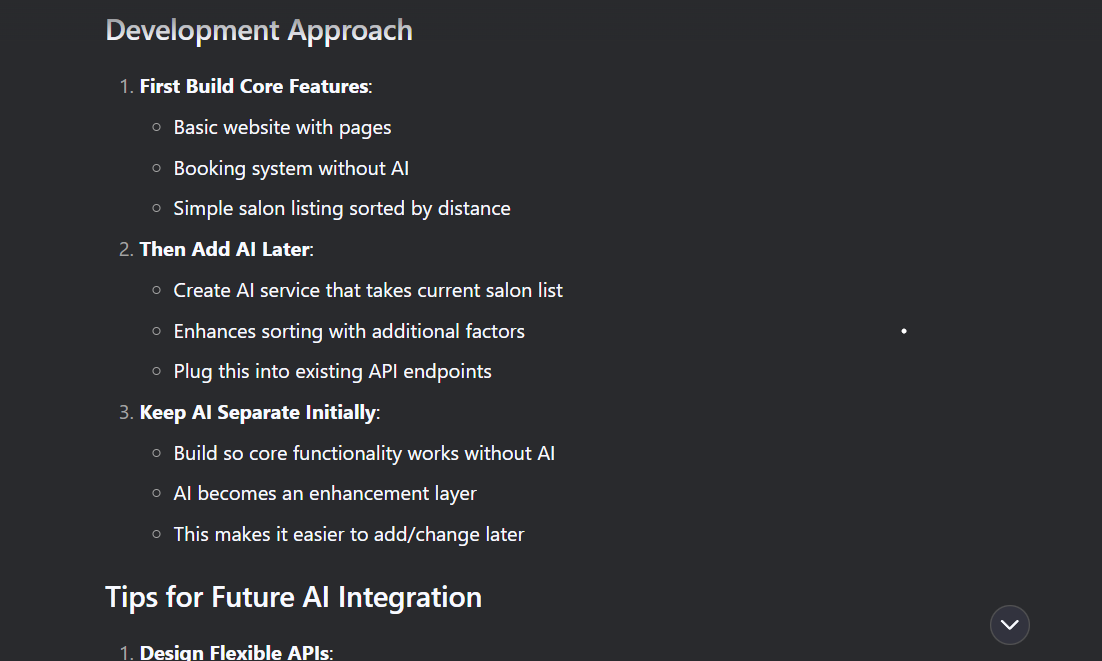 Development Approach
1. First Build Core Features:
Basic website with pages
Booking system without AI
Simple salon listing sorted by distance
2. Then Add AI Later:
Create AI service that takes current salon list
Enhances sorting with additional factors
Plug this into existing API endpoints
3. Keep AI Separate Initially:
Build so core functionality works without AI
AI becomes an enhancement layer
This makes it easier to add/change later
Tips for Future AI Integration
1. Design Flexible APIs: